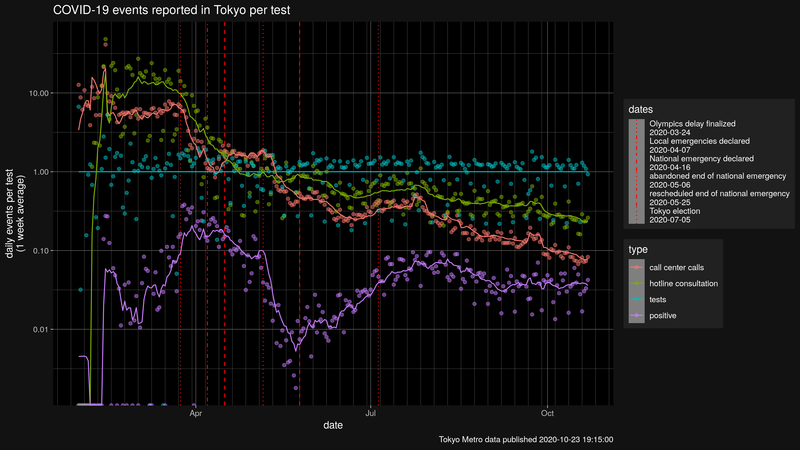 COVID-19 events reported in Tokyo per test
daily events per test
(1 week average)
10.00
1.00
0.10
0.01
Apr
Jul
Oct
date
Tokyo Metro data published 2020-10-23 19:15:00
dates
Olympics delay finalized
2020-03-24
Local emergencies declared
2020-04-07
National emergency declared
2020-04-16
abandoned end of national emergency
2020-05-06
rescheduled end of national emergency
2020-05-25
Tokyo election
2020-07-05
type
call center calls
hotline consultation
tests
positive